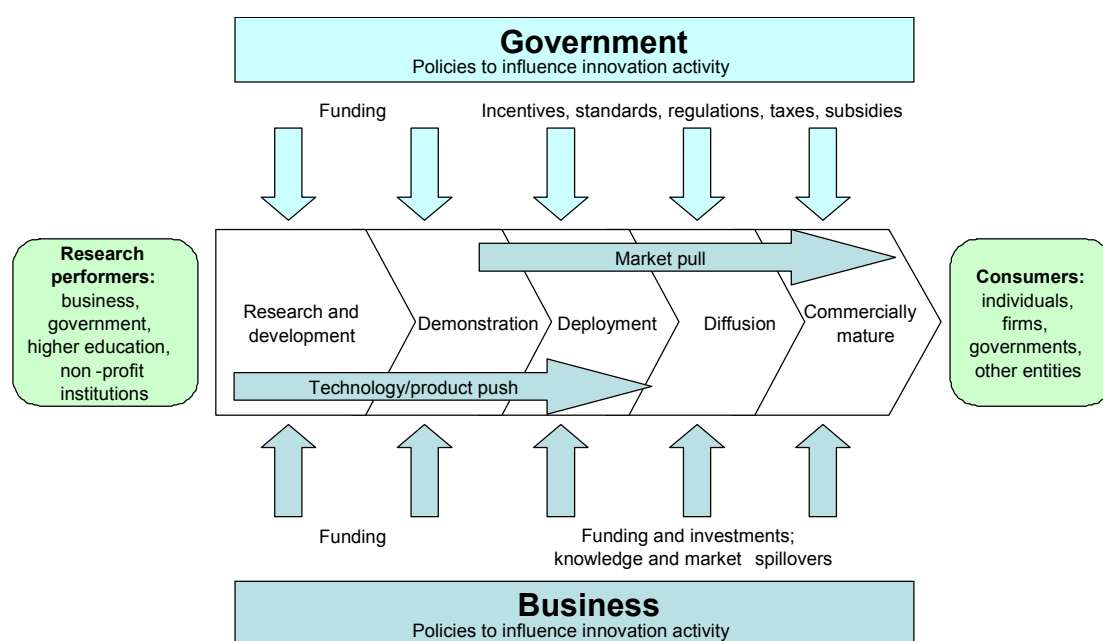 Government
Policies to influence innovation activity
Funding
Incentives, standards, regulations, taxes, subsidies
Research
performers:
business,
government,
higher education,
non -profit
institutions
Market pull
Research and
development
Demonstration
Deployment
Diffusion
Commercially
mature
Technology/product push
Consumers:
individuals,
firms,
governments,
other entities
Funding
Funding and investments;
knowledge and market spillovers
Business
Policies to influence innovation activity